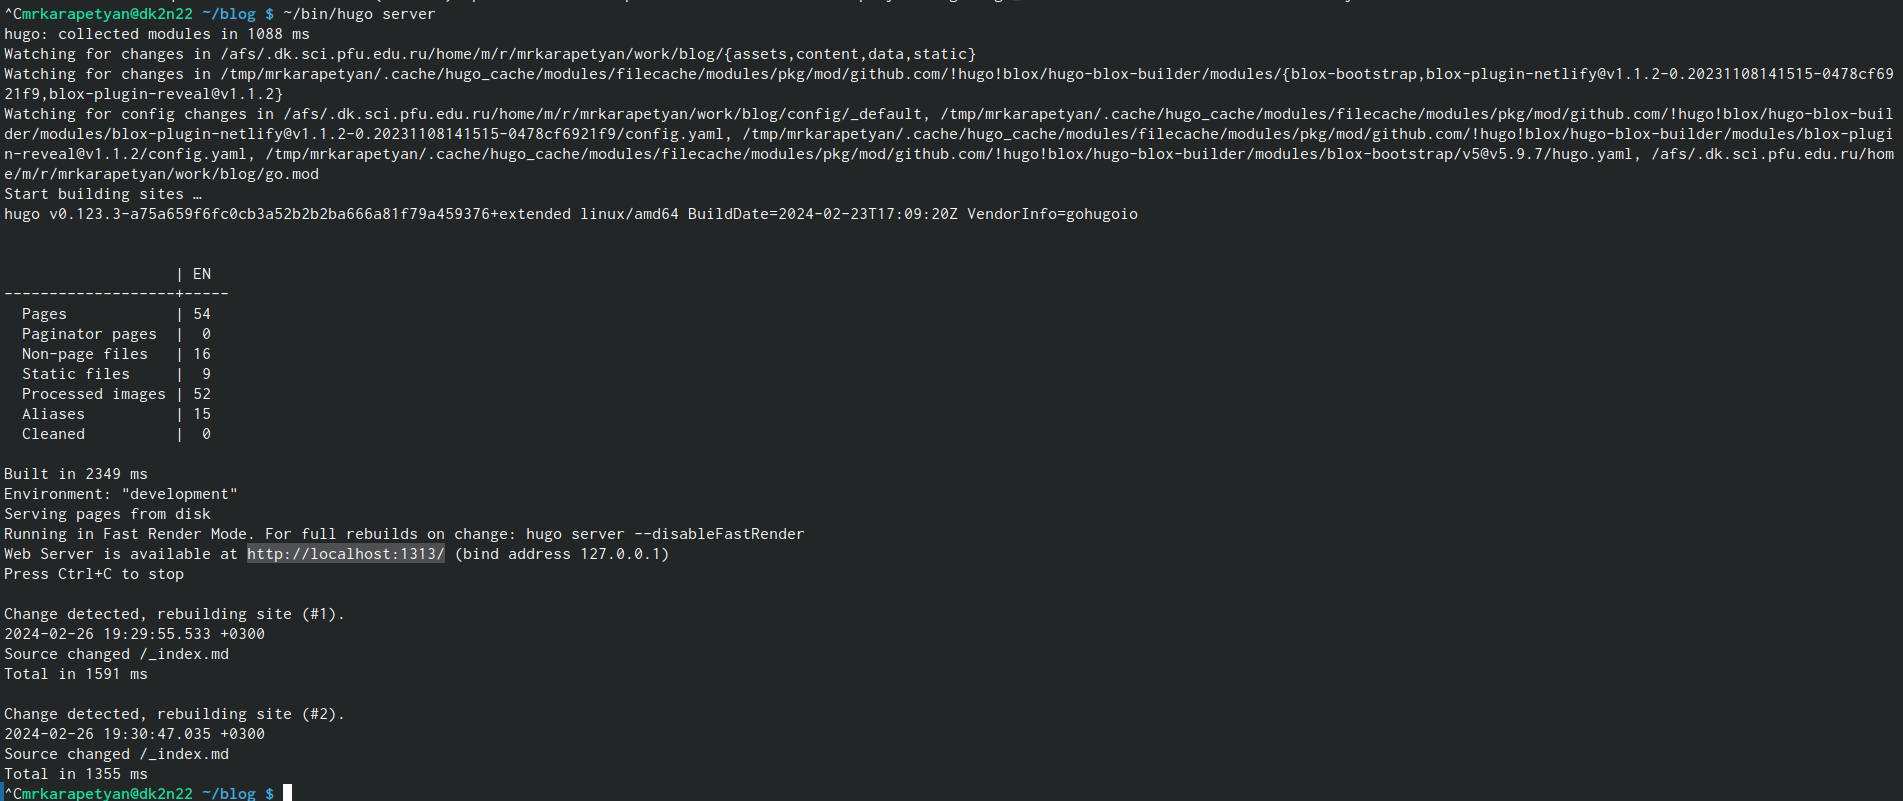 ^Cmrkarapetyan@dk2n22 ~/blog $ ~/bin/hugo server
hugo: collected modules in 1088 ms
Watching for changes in /afs/.dk.sci.pfu.edu.ru/home/m/r/mrkarapetyan/work/blog/{assets,content,data,static}
Watching for changes in /tmp/mrkarapetyan/.cache/hugo_cache/modules/filecache/modules/pkg/mod/github.com/!hugo!blox/hugo-blox-builder/modules/{blox-bootstrap,blox-plugin-netlify@v1.1.2-0.20231108141515-0478cf69
21f9,blox-plugin-reveal@v1.1.2}
Watching for config changes in /afs/.dk.sci.pfu.edu.ru/home/m/r/mrkarapetyan/work/blog/config/_default, /tmp/mrkarapetyan/.cache/hugo_cache/modules/filecache/modules/pkg/mod/github.com/!hugo!blox/hugo-blox-buil
der/modules/blox-plugin-netlify@v1.1.2-0.20231108141515-0478cf6921f9/config.yaml, /tmp/mrkarapetyan/.cache/hugo_cache/modules/filecache/modules/pkg/mod/github.com/!hugo!blox/hugo-blox-builder/modules/blox-plugi
n-reveal@v1.1.2/config.yaml, /tmp/mrkarapetyan/.cache/hugo_cache/modules/filecache/modules/pkg/mod/github.com/!hugo!blox/hugo-blox-builder/modules/blox-bootstrap/v5@v5.9.7/hugo.yaml, /afs/.dk.sci.pfu.edu.ru/hom
e/m/r/mrkarapetyan/work/blog/go.mod
Start building sites …
hugo v0.123.3-a75a659f6fc0cb3a52b2b2ba666a81f79a459376+extended linux/amd64 BuildDate=2024-02-23T17:09:20Z VendorInfo=gohugoio
                   | EN
-------------------+-----
  Pages            | 54
  Paginator pages  |  0
  Non-page files   | 16
  Static files     |  9
  Processed images | 52
  Aliases          | 15
  Cleaned          |  0
Built in 2349 ms
Environment: "development"
Serving pages from disk
Running in Fast Render Mode. For full rebuilds on change: hugo server --disableFastRender
Web Server is available at http://localhost:1313/ (bind address 127.0.0.1)
Press Ctrl+C to stop
Change detected, rebuilding site (#1).
2024-02-26 19:29:55.533 +0300
Source changed /_index.md
Total in 1591 ms
Change detected, rebuilding site (#2).
2024-02-26 19:30:47.035 +0300
Source changed /_index.md
Total in 1355 ms
^Cmrkarapetyan@dk2n22 ~/blog $